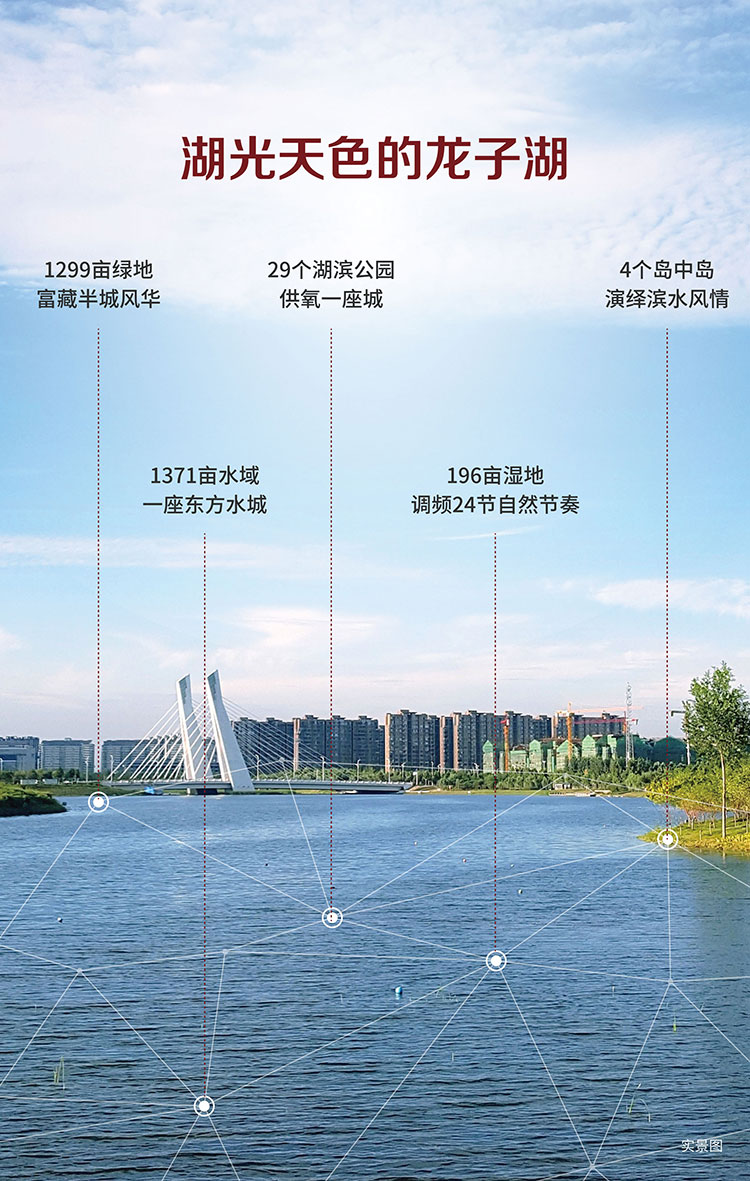 湖光天色的龙子湖
1299亩绿地
富藏半城风华
29个湖滨公园
供氧一座城
4个岛中岛
演绎滨水风情
1371亩水域
一座东方水城
196亩湿地
调频24节自然节奏
实景图